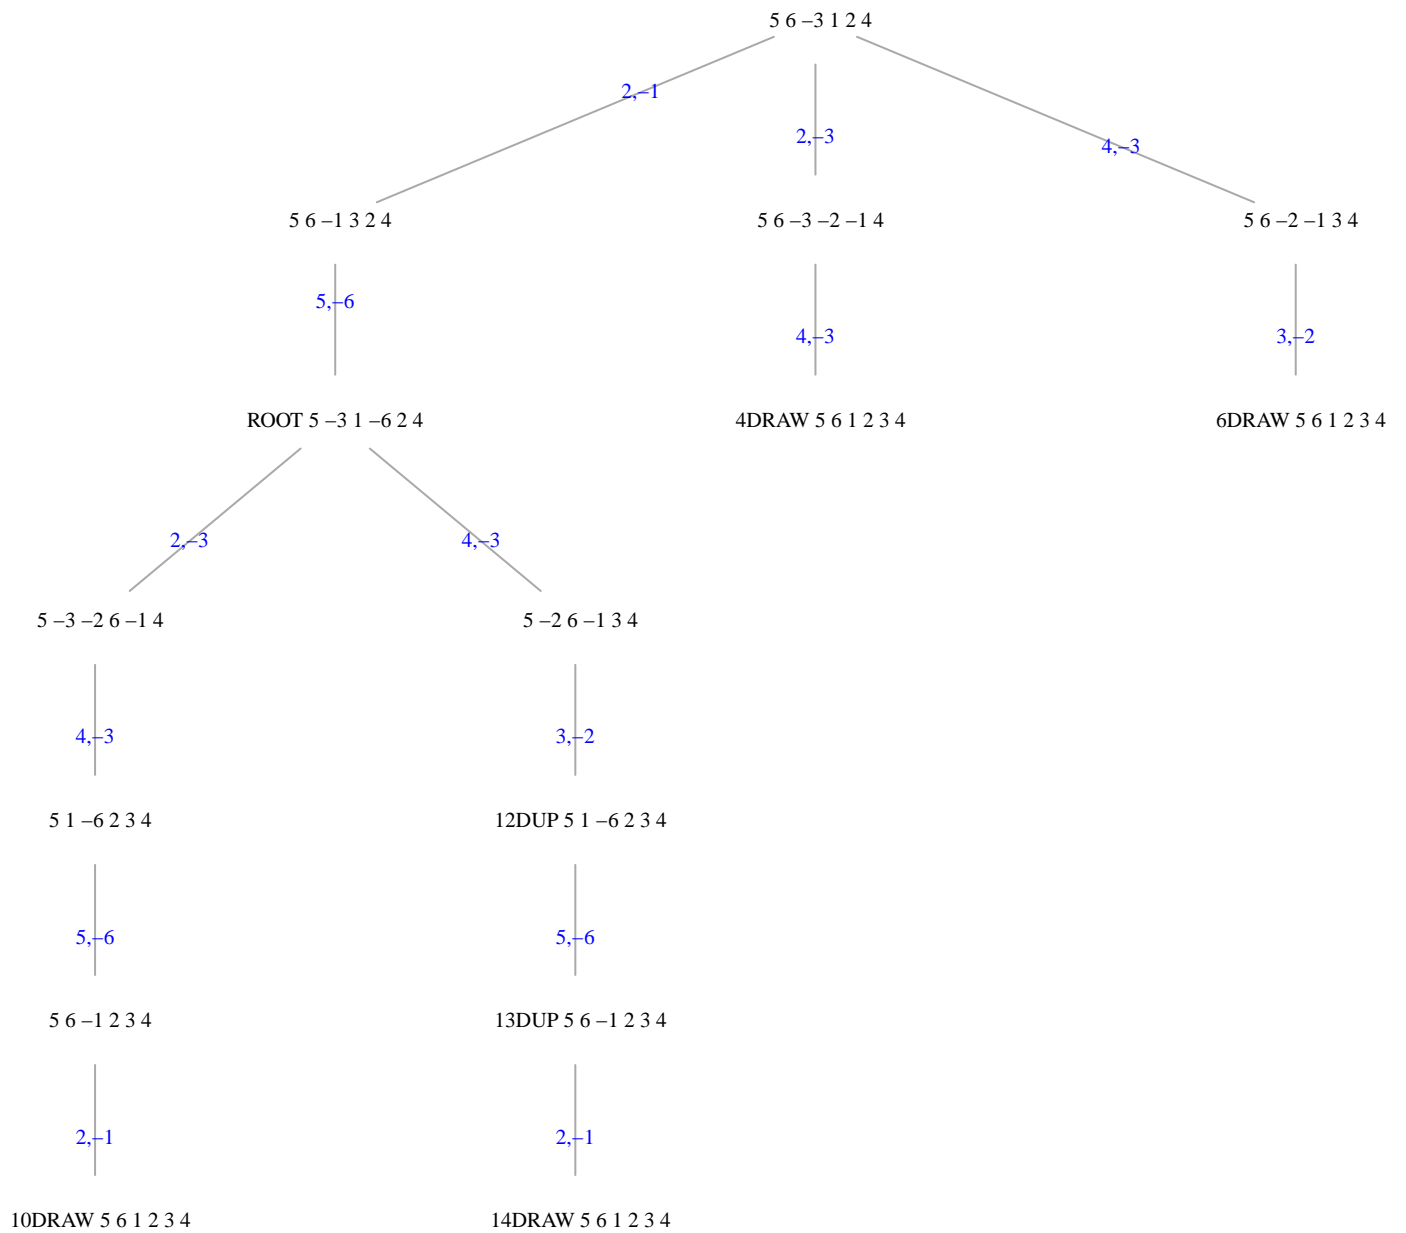 5 6 –3 1 2 4
2,–1
2,–3
4,–3
5 6 –1 3 2 4
5 6 –3 –2 –1 4
5 6 –2 –1 3 4
5,–6
4,–3
3,–2
ROOT 5 –3 1 –6 2 4
4DRAW 5 6 1 2 3 4
6DRAW 5 6 1 2 3 4
2,–3
4,–3
5 –3 –2 6 –1 4
5 –2 6 –1 3 4
4,–3
3,–2
5 1 –6 2 3 4
12DUP 5 1 –6 2 3 4
5,–6
5,–6
5 6 –1 2 3 4
13DUP 5 6 –1 2 3 4
2,–1
2,–1
10DRAW 5 6 1 2 3 4
14DRAW 5 6 1 2 3 4